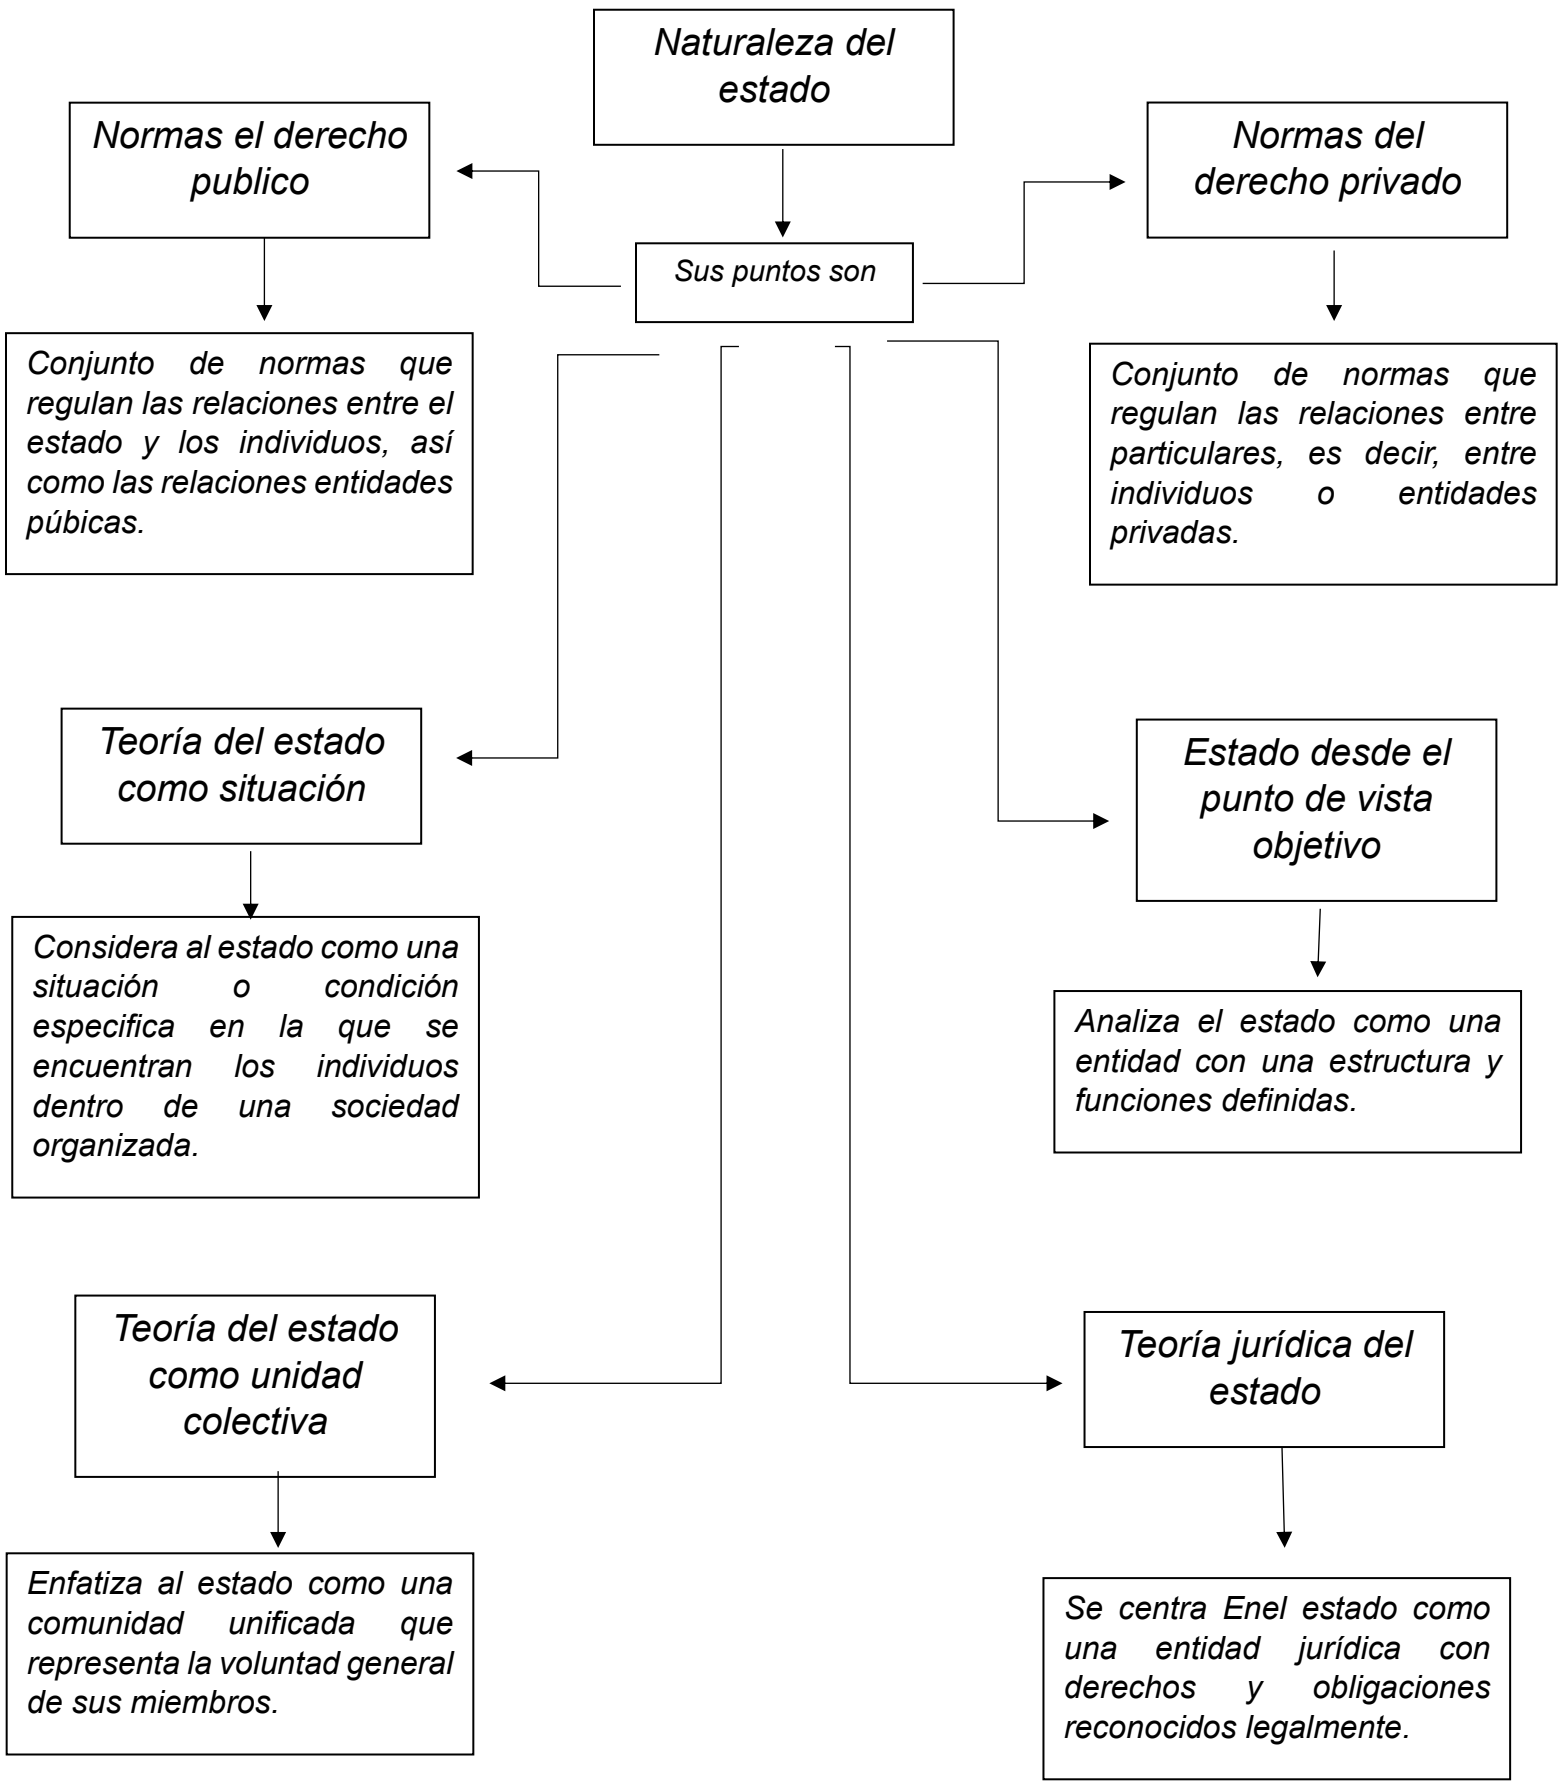 Naturaleza del
estado
Normas el derecho
publico
Normas del
derecho privado
Sus puntos son
Conjunto de normas que
regulan las relaciones entre el
estado y los individuos, así
como las relaciones entidades
púbicas.
Conjunto de normas que
regulan las relaciones entre
particulares, es decir, entre
individuos o entidades
privadas.
Teoría del estado
como situación
Estado desde el
punto de vista
objetivo
Considera al estado como una
situación o condición
especifica en la que se
encuentran los individuos
dentro de una sociedad
organizada.
Analiza el estado como una
entidad con una estructura y
funciones definidas.
Teoría del estado
como unidad
colectiva
Teoría jurídica del
estado
Enfatiza al estado como una
comunidad unificada que
representa la voluntad general
de sus miembros.
Se centra Enel estado como
una entidad jurídica con
derechos y obligaciones
reconocidos legalmente.